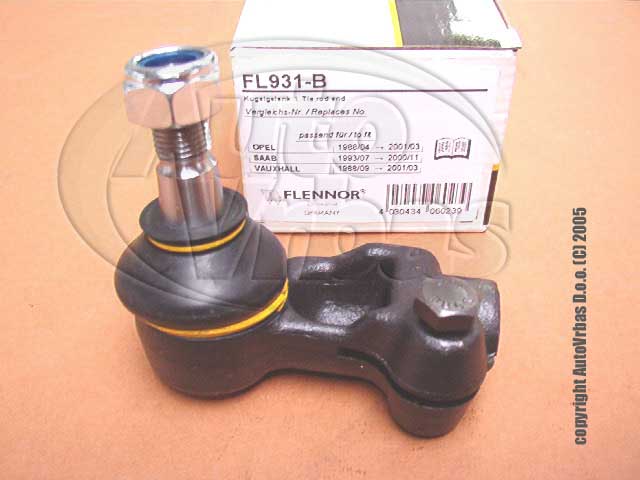 FL931-B
Kugelgelenk / Tie rod end
Vergleichs-Nr. / Replaces No.
passend für / to fit
OPEL 1988/04 → 2001/03
SAAB 1993/07 → 2000/11
VAUXHALL 1988/09 → 2001/03
FLENNOR®
GERMANY
4 030434 060230
copyright AutoVrbas D.o.o. (C) 2005